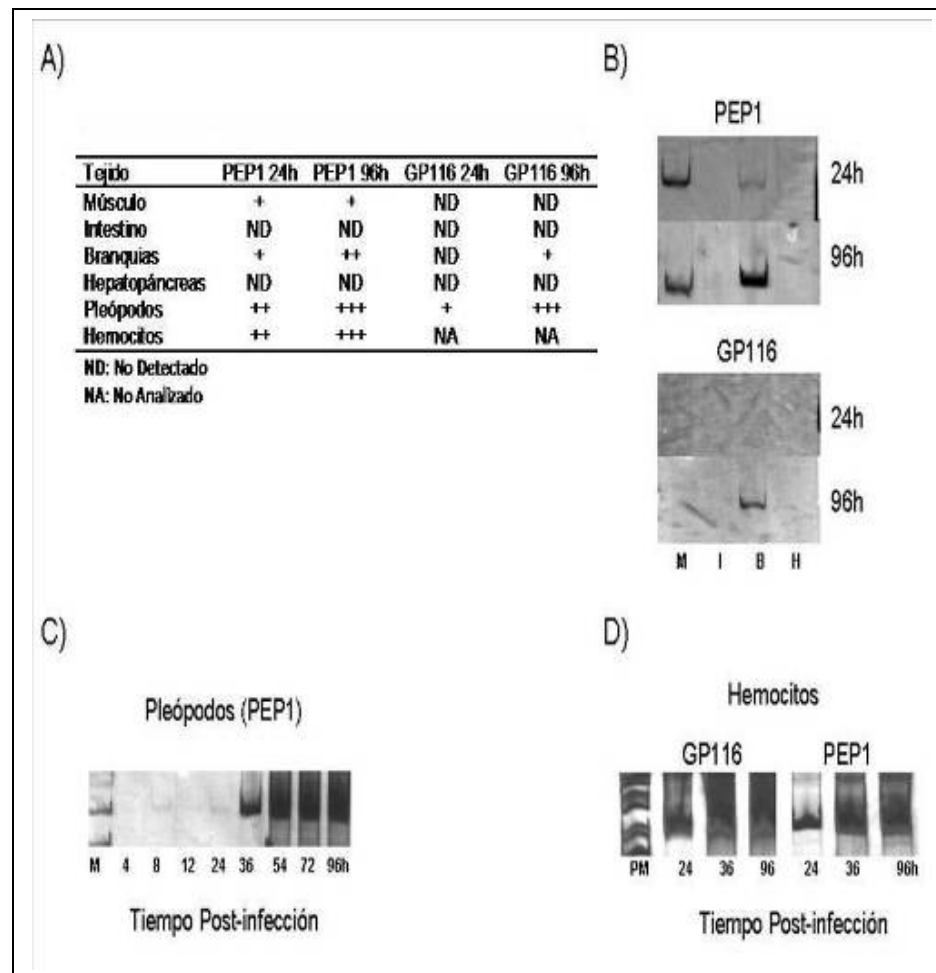 A)
Tejido PEP1 24h PEP1 96h GP116 24h GP116 96h
Músculo + + ND ND
Intestino ND ND ND ND
Branquias + ++ ND +
Hepatopáncreas ND ND ND ND
Pleópodos ++ +++ + +++
Hemocitos ++ +++ NA NA
ND: No Detectado
NA: No Analizado
B)
PEP1
24h
96h
GP116
24h
96h
M I B H
C)
Pleópodos (PEP1)
M 4 8 12 24 36 54 72 96h
Tiempo Post-infección
D)
Hemocitos
GP116 PEP1
PM 24 36 96 24 36 96h
Tiempo Post-infección